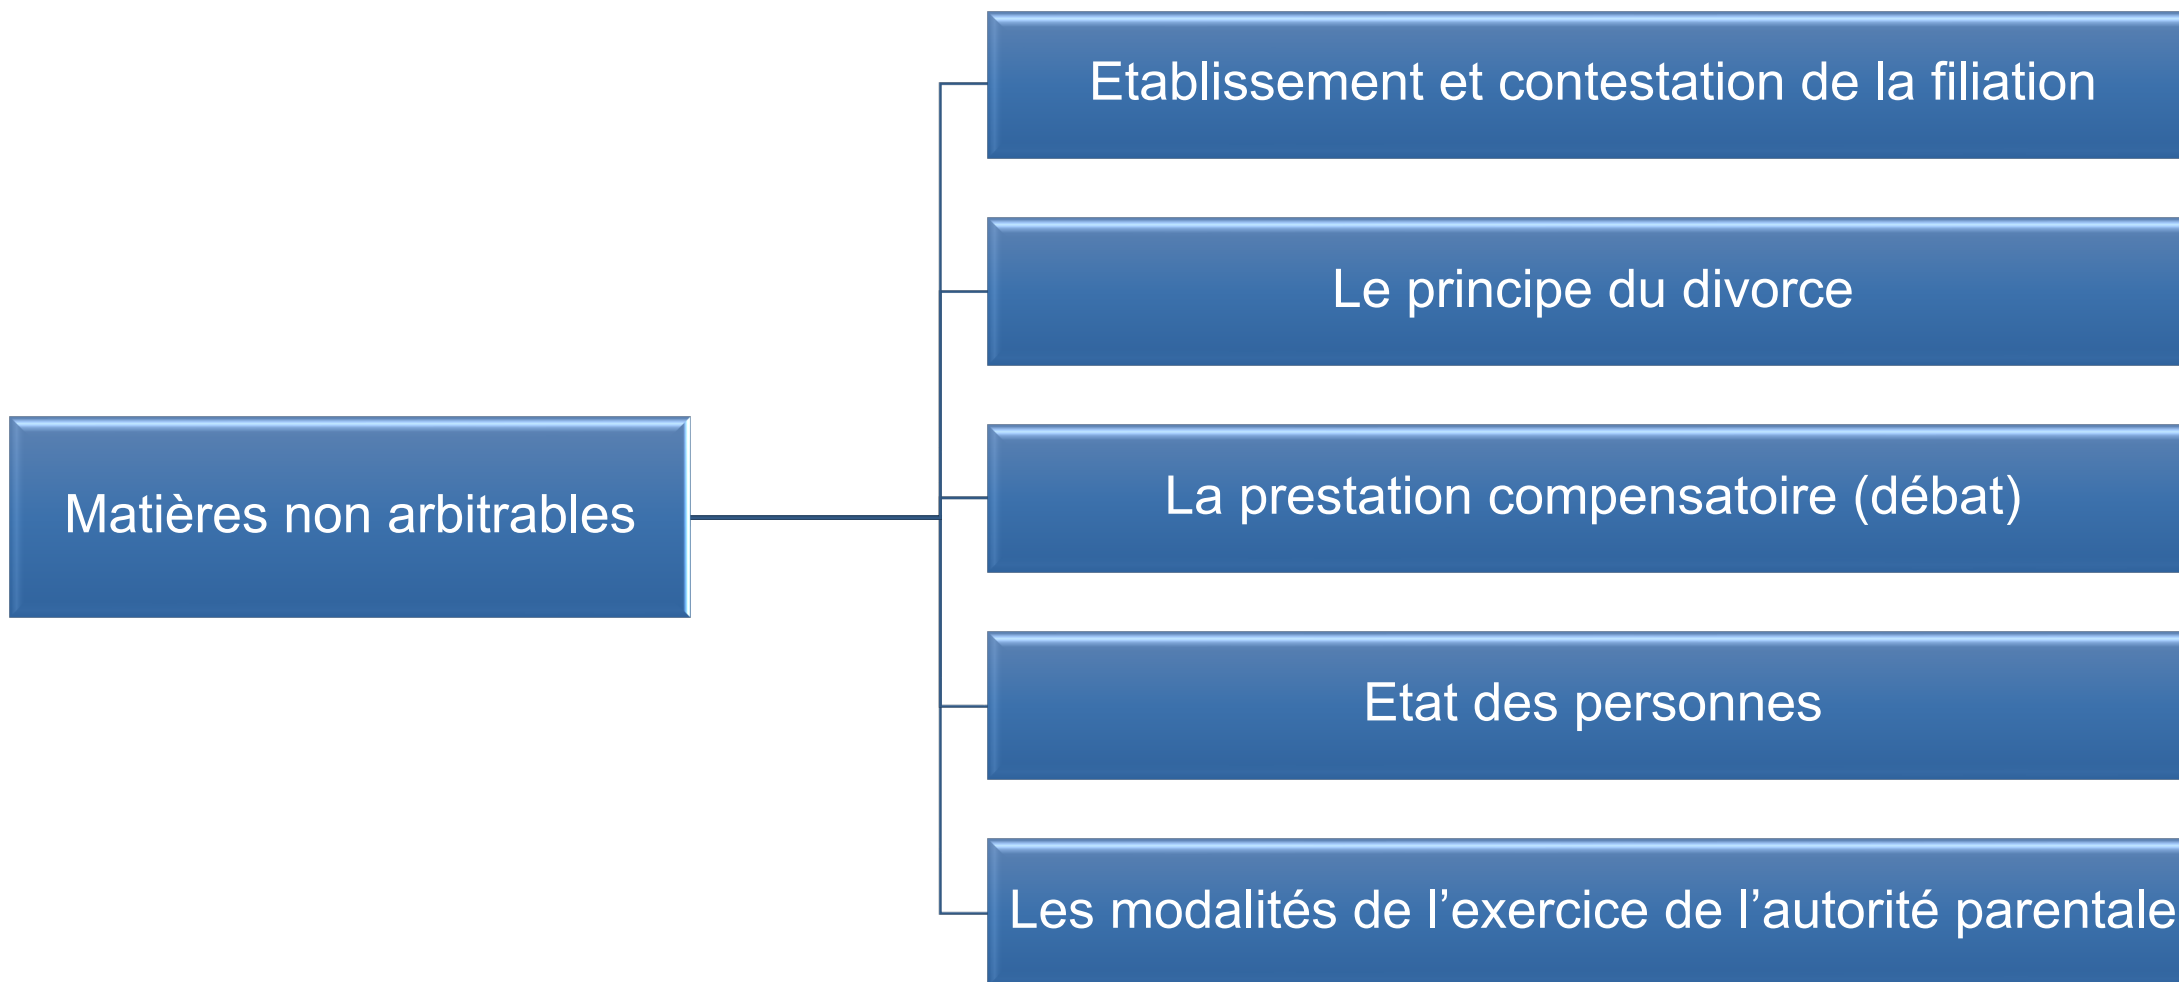 Matières non arbitrables
Etablissement et contestation de la filiation
Le principe du divorce
La prestation compensatoire (débat)
Etat des personnes
Les modalités de l’exercice de l’autorité parentale